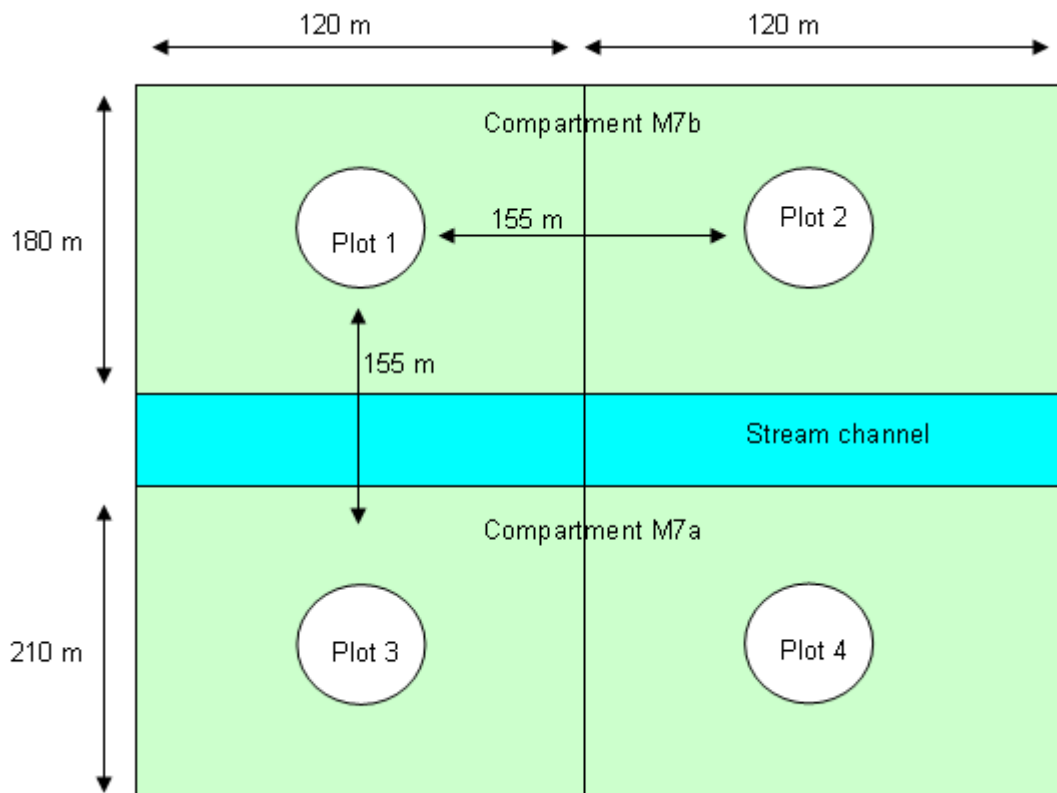 120 m
120 m
Compartment M7b
180 m
Plot 1
155 m
Plot 2
155 m
Stream channel
Compartment M7a
210 m
Plot 3
Plot 4